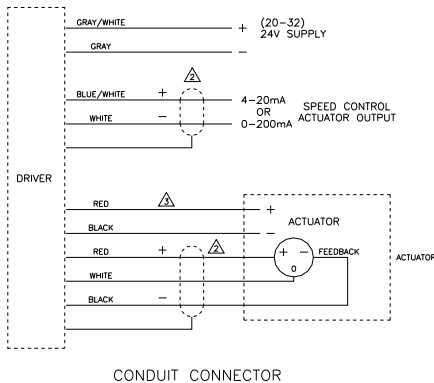 GRAY/WHITE
+ (20-32)
24V SUPPLY
GRAY
−
2
BLUE/WHITE
+
4-20mA
OR
0-200mA
SPEED CONTROL
ACTUATOR OUTPUT
WHITE
−
DRIVER
RED
3
+
ACTUATOR
BLACK
−
RED
+
2
+ −
0
FEEDBACK
ACTUATOR
WHITE
BLACK
−
CONDUIT CONNECTOR